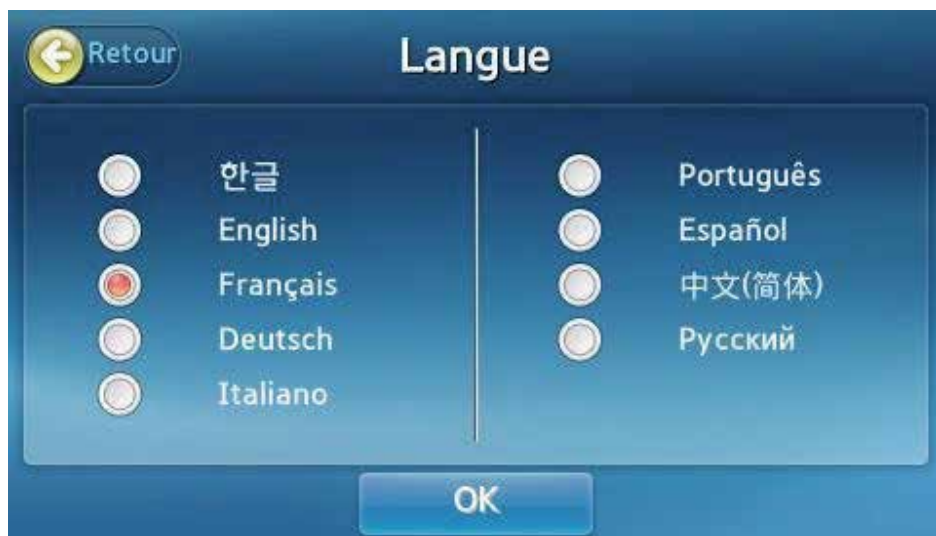 Retour
Langue
한글
English
Français
Deutsch
Italiano
Português
Español
中文(简体)
Русский
OK